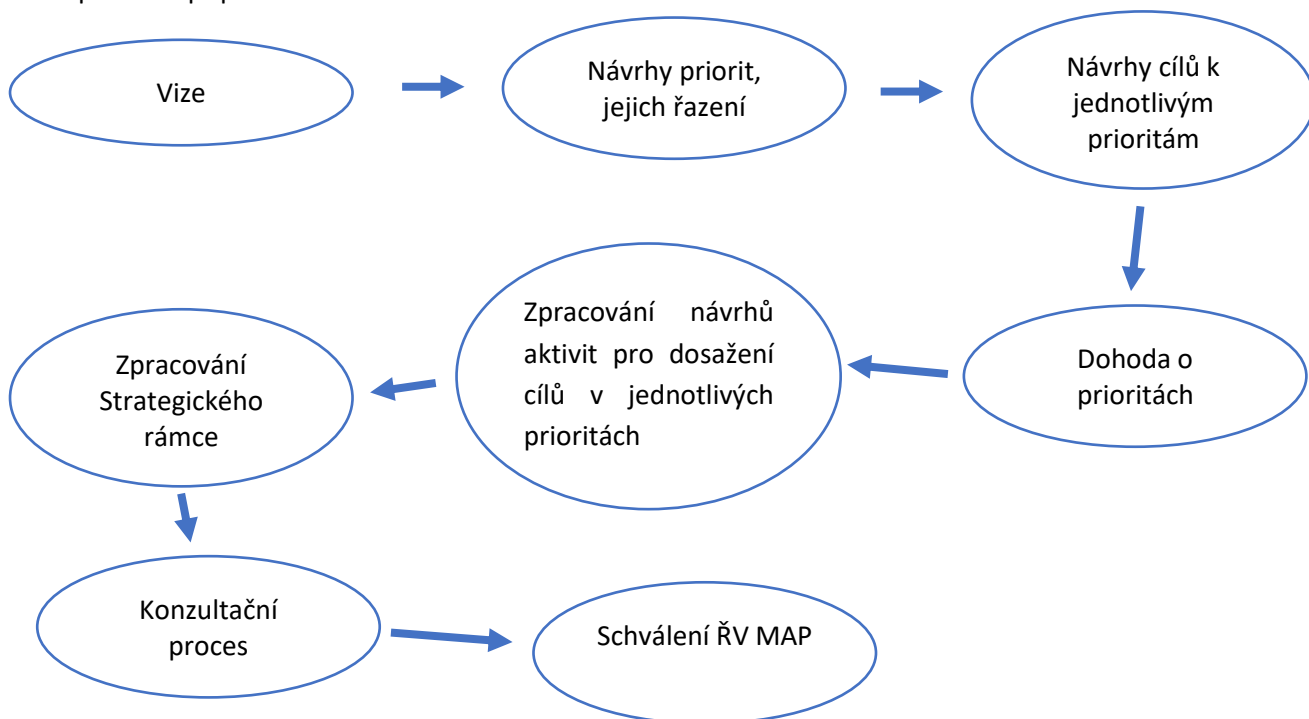 Vize
Návrhy priorit,
jejich řazení
Návrhy cílů k
jednotlivým
prioritám
Dohoda o
prioritách
Zpracování návrhů
aktivit pro dosažení
cílů v jednotlivých
prioritách
Zpracování
Strategického
rámce
Konzultační
proces
Schválení ŘV MAP